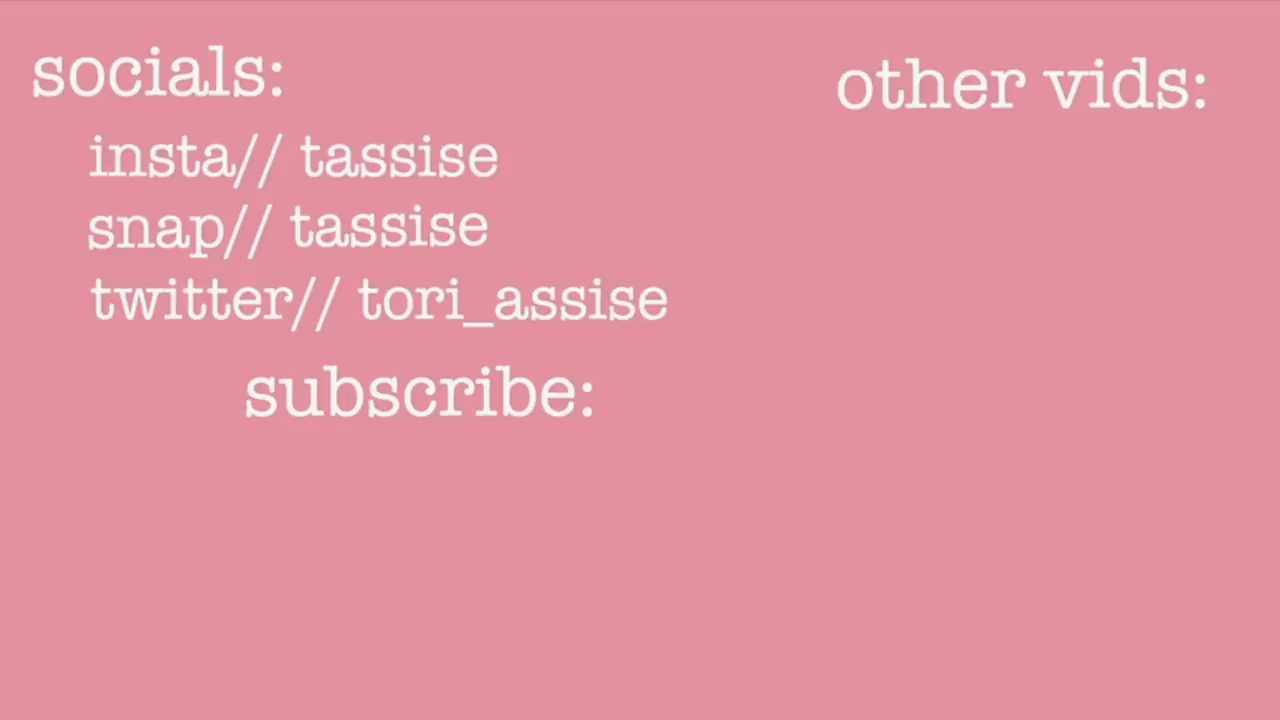 socials:
insta// tassise
snap// tassise
twitter// tori_assise
subscribe:
other vids: